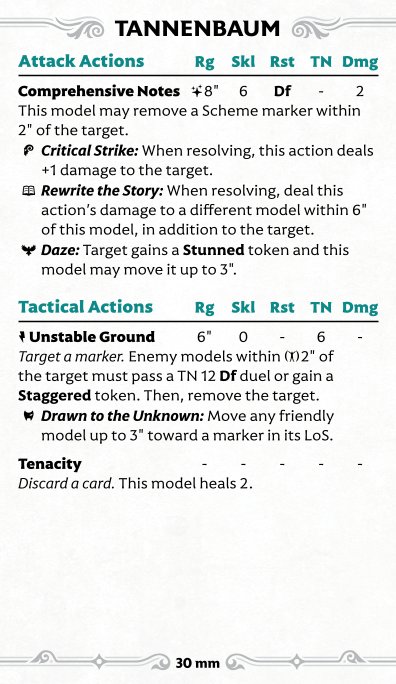 TANNENBAUM
Attack Actions Rg Skl Rst TN Dmg
Comprehensive Notes 8" 6 Df - 2
This model may remove a Scheme marker within
2" of the target.
Critical Strike: When resolving, this action deals
+1 damage to the target.
Rewrite the Story: When resolving, deal this
action's damage to a different model within 6"
of this model, in addition to the target.
Daze: Target gains a Stunned token and this
model may move it up to 3".
Tactical Actions Rg Skl Rst TN Dmg
Unstable Ground 6" 0 - 6 -
Target a marker. Enemy models within 2" of
the target must pass a TN 12 Df duel or gain a
Staggered token. Then, remove the target.
Drawn to the Unknown: Move any friendly
model up to 3" toward a marker in its LoS.
Tenacity - - - - -
Discard a card. This model heals 2.
30 mm